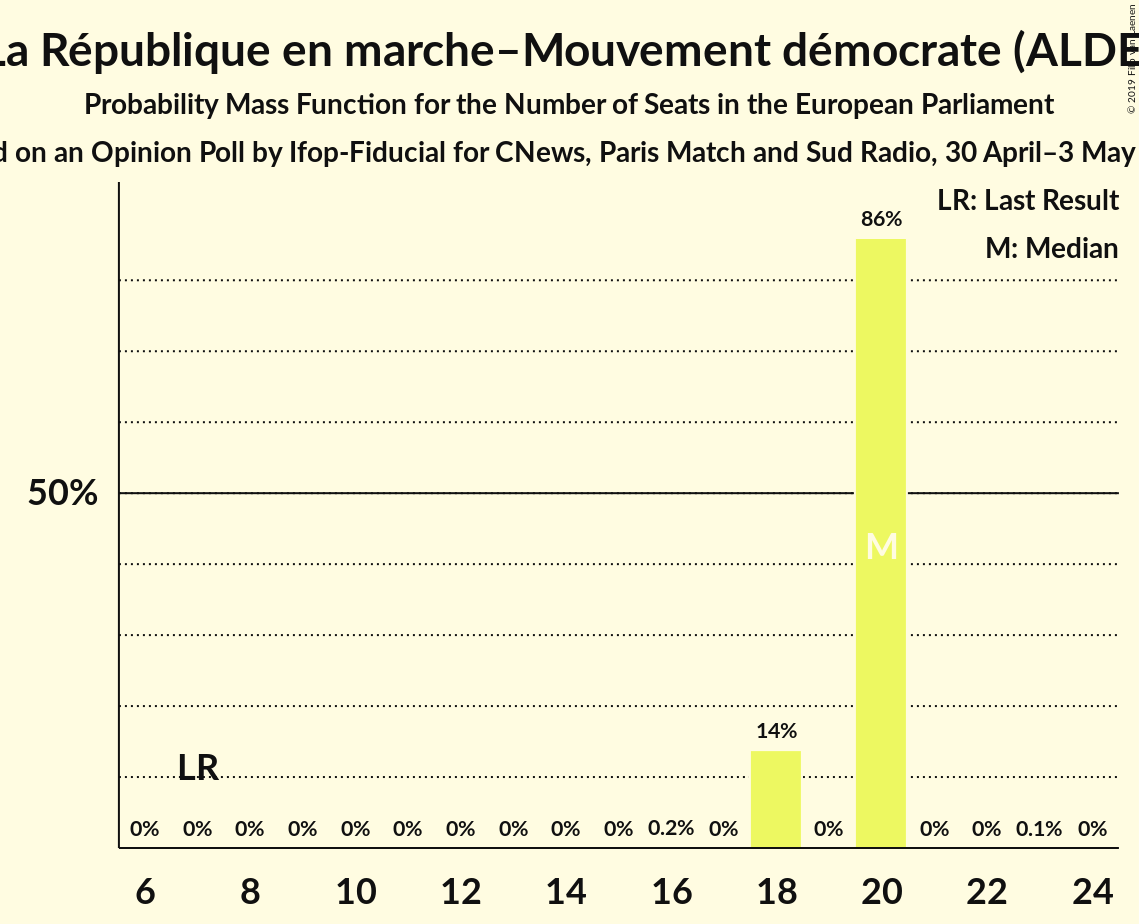 La République en marche–Mouvement démocrate (ALDE
Probability Mass Function for the Number of Seats in the European Parliament
on an Opinion Poll by Ifop-Fiducial for CNews, Paris Match and Sud Radio, 30 April–3 May
© 2019
LR: Last Result
M: Median
86%
50%
M
14%
LR
0% 0% 0% 0% 0% 0% 0% 0% 0% 0% 0.2% 0% 0% 0% 0% 0.1% 0%
6 8 10 12 14 16 18 20 22 24